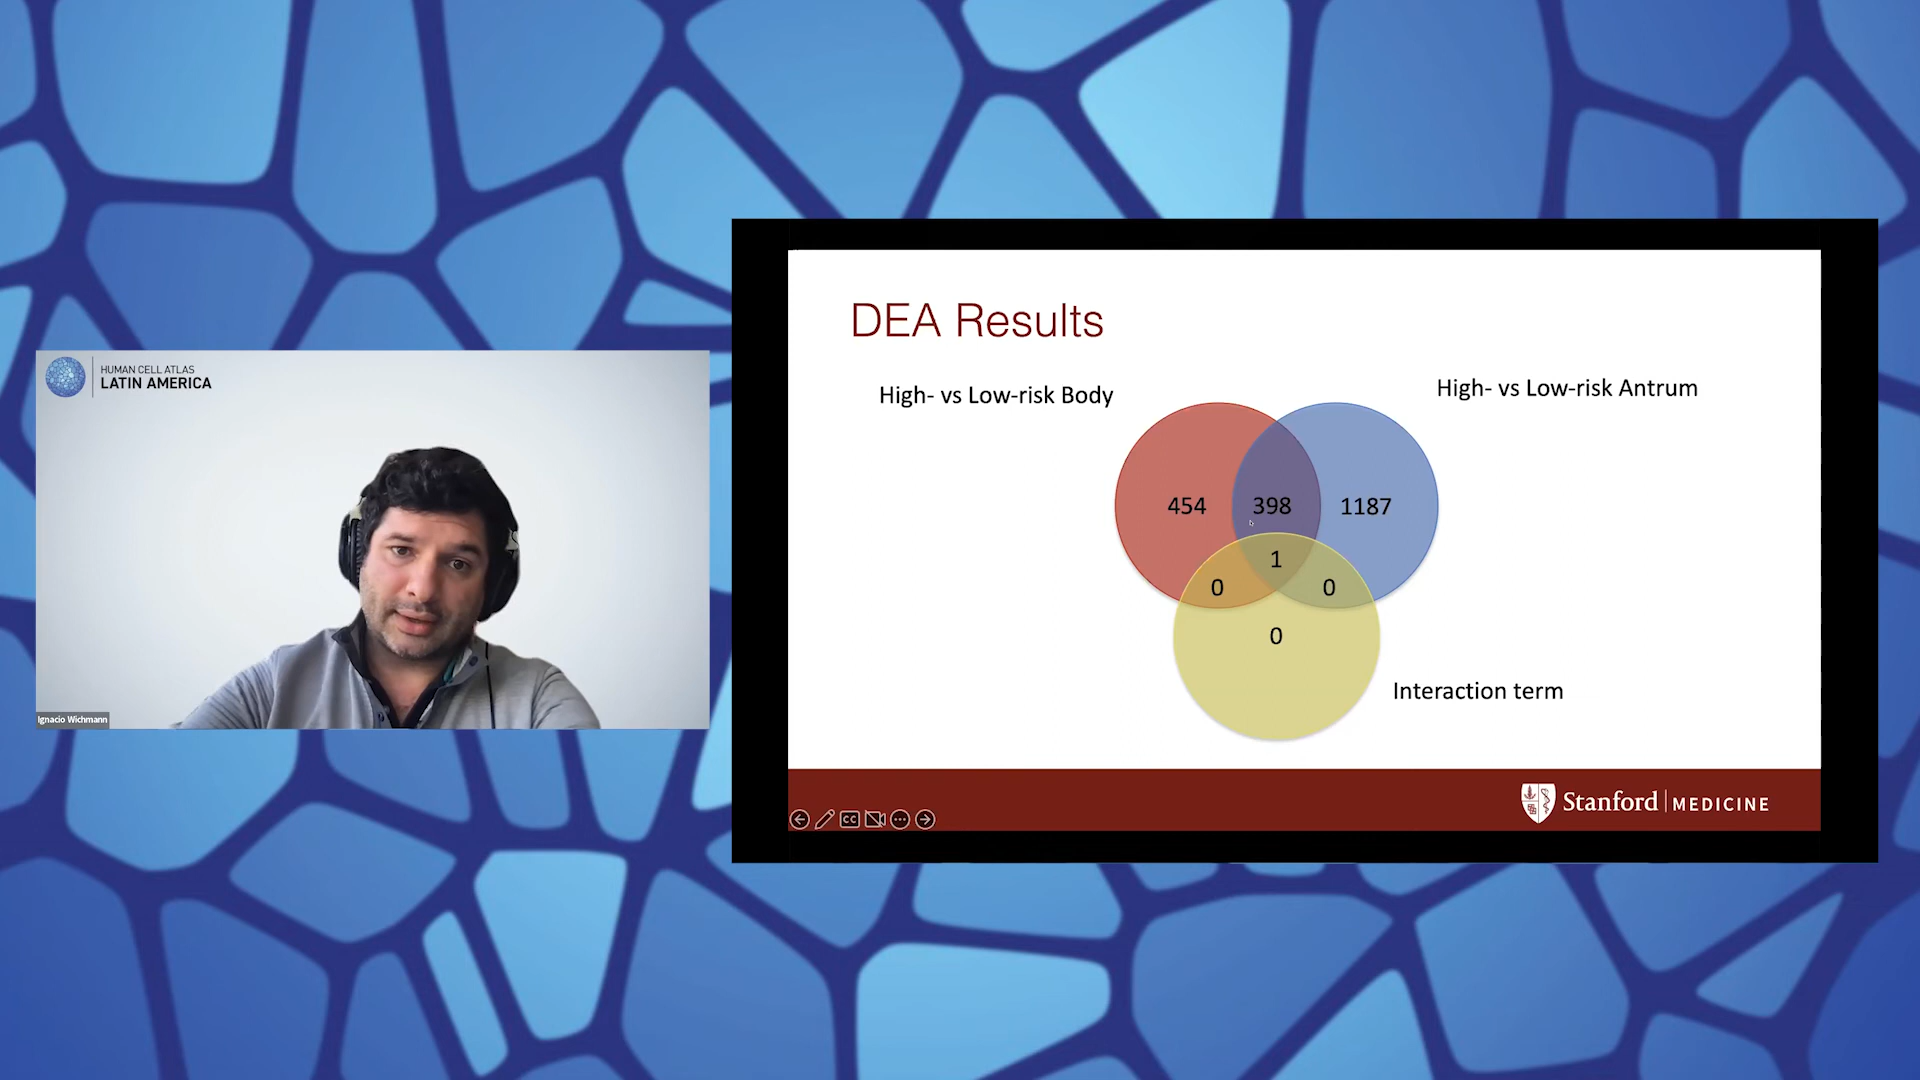 HUMAN CELL ATLAS
LATIN AMERICA
Ignacio Wichmann
DEA Results
High- vs Low-risk Body
High- vs Low-risk Antrum
454
398
1187
1
0
0
0
Interaction term
CC
Stanford MEDICINE